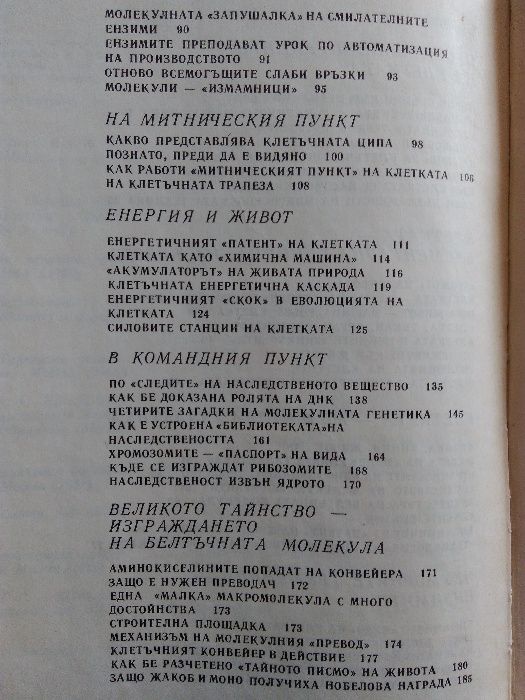 МОЛЕКУЛНАТА «ЗАПУШАЛКА» НА СМИЛАТЕЛНИТЕ
ЕНЗИМИ 90
ЕНЗИМИТЕ ПРЕПОДАВАТ УРОК ПО АВТОМАТИЗАЦИЯ
НА ПРОИЗВОДСТВОТО 91
ОТНОВО ВСЕМОГЪЩИТЕ СЛАБИ ВРЪЗКИ 93
МОЛЕКУЛИ — «ИЗМАМНИЦИ» 95
НА МИТНИЧЕСКИЯ ПУНКТ
КАКВО ПРЕДСТАВЛЯВА КЛЕТЪЧНАТА ЦИПА 98
ПОЗНАТО, ПРЕДИ ДА Е ВИДЯНО 100
КАК РАБОТИ «МИТНИЧЕСКИЯТ ПУНКТ» НА КЛЕТКАТА 106
НА КЛЕТЪЧНАТА ТРАПЕЗА 108
ЕНЕРГИЯ И ЖИВОТ
ЕНЕРГЕТИЧНИЯТ «ПАТЕНТ» НА КЛЕТКАТА 111
КЛЕТКАТА КАТО «ХИМИЧНА МАШИНА» 114
«АКУМУЛАТОРЪТ» НА ЖИВАТА ПРИРОДА 116
КЛЕТЪЧНАТА ЕНЕРГЕТИЧНА КАСКАДА 119
ЕНЕРГЕТИЧНИЯТ «СКОК» В ЕВОЛЮЦИЯТА НА
КЛЕТКАТА 124
СИЛОВИТЕ СТАНЦИИ НА КЛЕТКАТА 125
В КОМАНДНИЯ ПУНКТ
ПО «СЛЕДИТЕ» НА НАСЛЕДСТВЕНОТО ВЕЩЕСТВО 135
КАК БЕ ДОКАЗАНА РОЛЯТА НА ДНК 138
ЧЕТИРИТЕ ЗАГАДКИ НА МОЛЕКУЛНАТА ГЕНЕТИКА 145
КАК Е УСТРОЕНА «БИБЛИОТЕКАТА»НА
НАСЛЕДСТВЕНОСТТА 161
ХРОМОЗОМИТЕ — «ПАСПОРТ» НА ВИДА 164
КЪДЕ СЕ ИЗГРАЖДАТ РИБОЗОМИТЕ 168
НАСЛЕДСТВЕНОСТ ИЗВЪН ЯДРОТО 170
ВЕЛИКОТО ТАЙНСТВО —
ИЗГРАЖДАНЕТО
НА БЕЛТЪЧНАТА МОЛЕКУЛА
АМИНОКИСЕЛИНИТЕ ПОПАДАТ НА КОНВЕЙЕРА 171
ЗАЩО Е НУЖЕН ПРЕВОДАЧ 172
ЕДНА «МАЛКА» МАКРОМОЛЕКУЛА С МНОГО
ДОСТОЙНСТВА 173
СТРОИТЕЛНА ПЛОЩАДКА 173
МЕХАНИЗЪМ НА МОЛЕКУЛНИЯ «ПРЕВОД» 174
КЛЕТЪЧНИЯТ КОНВЕЙЕР В ДЕЙСТВИЕ 177
КАК БЕ РАЗЧЕТЕНО «ТАЙНОТО ПИСМО» НА ЖИВОТА 180
ЗАЩО ЖАКОБ И МОНО ПОЛУЧИХА НОБЕЛОВА НАГРАДА 185